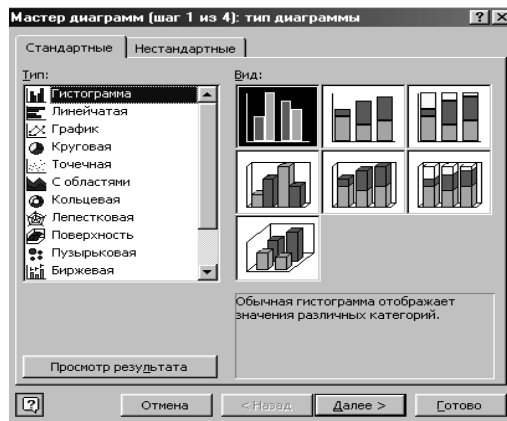 Мастер диаграмм (шаг 1 из 4): тип диаграммы
Стандартные Нестандартные
Тип:
Гистограмма
Линейчатая
График
Круговая
Точечная
С областями
Кольцевая
Лепестковая
Поверхность
Пузырьковая
Биржевая
Вид:
Обычная гистограмма отображает
значения различных категорий.
Просмотр результата
Отмена < Назад Далее > Готово